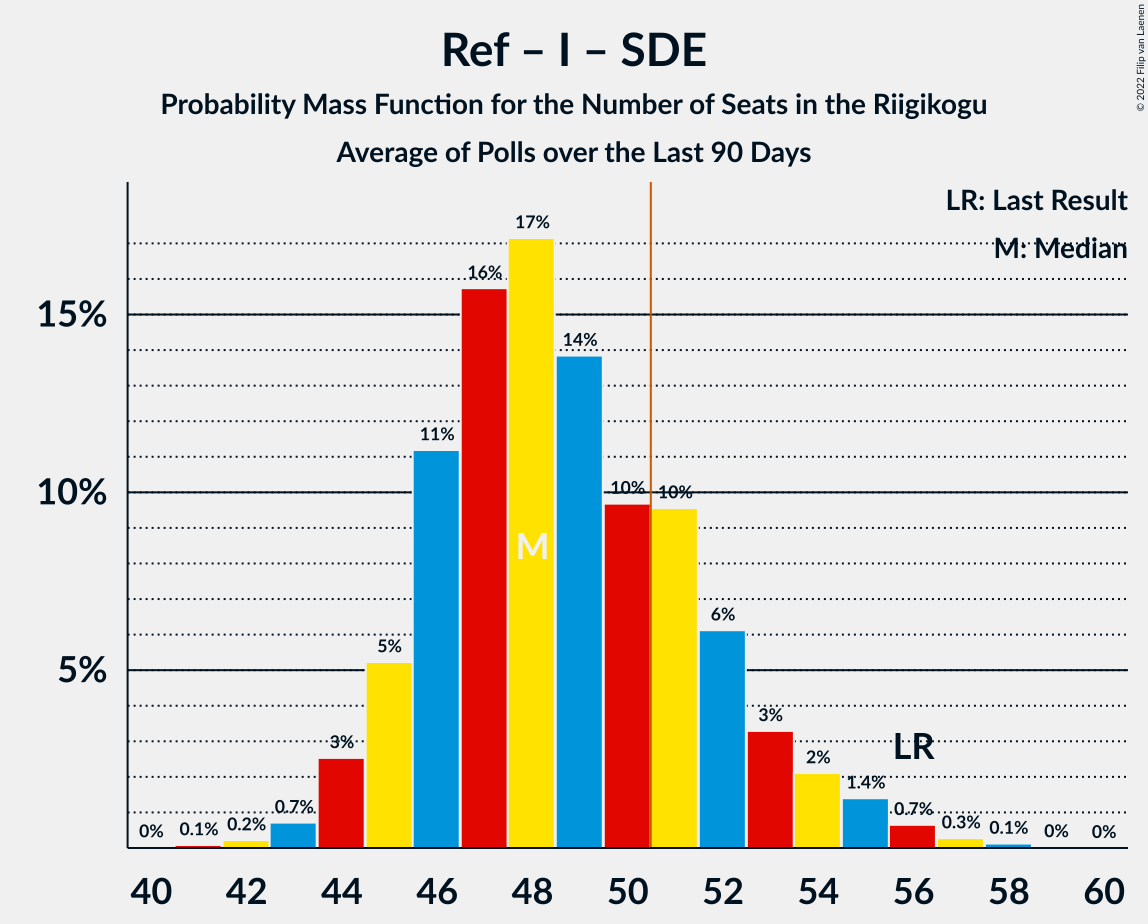 Ref – I – SDE
Probability Mass Function for the Number of Seats in the Riigikogu
Average of Polls over the Last 90 Days
© 2022 Filip van Laenen
LR: Last Result
M: Median
15%
10%
5%
0%
0.1%
0.2%
0.7%
3%
5%
11%
16%
17%
14%
10%
10%
6%
3%
2%
1.4%
0.7%
0.3%
0.1%
0%
0%
M
LR
40 42 44 46 48 50 52 54 56 58 60